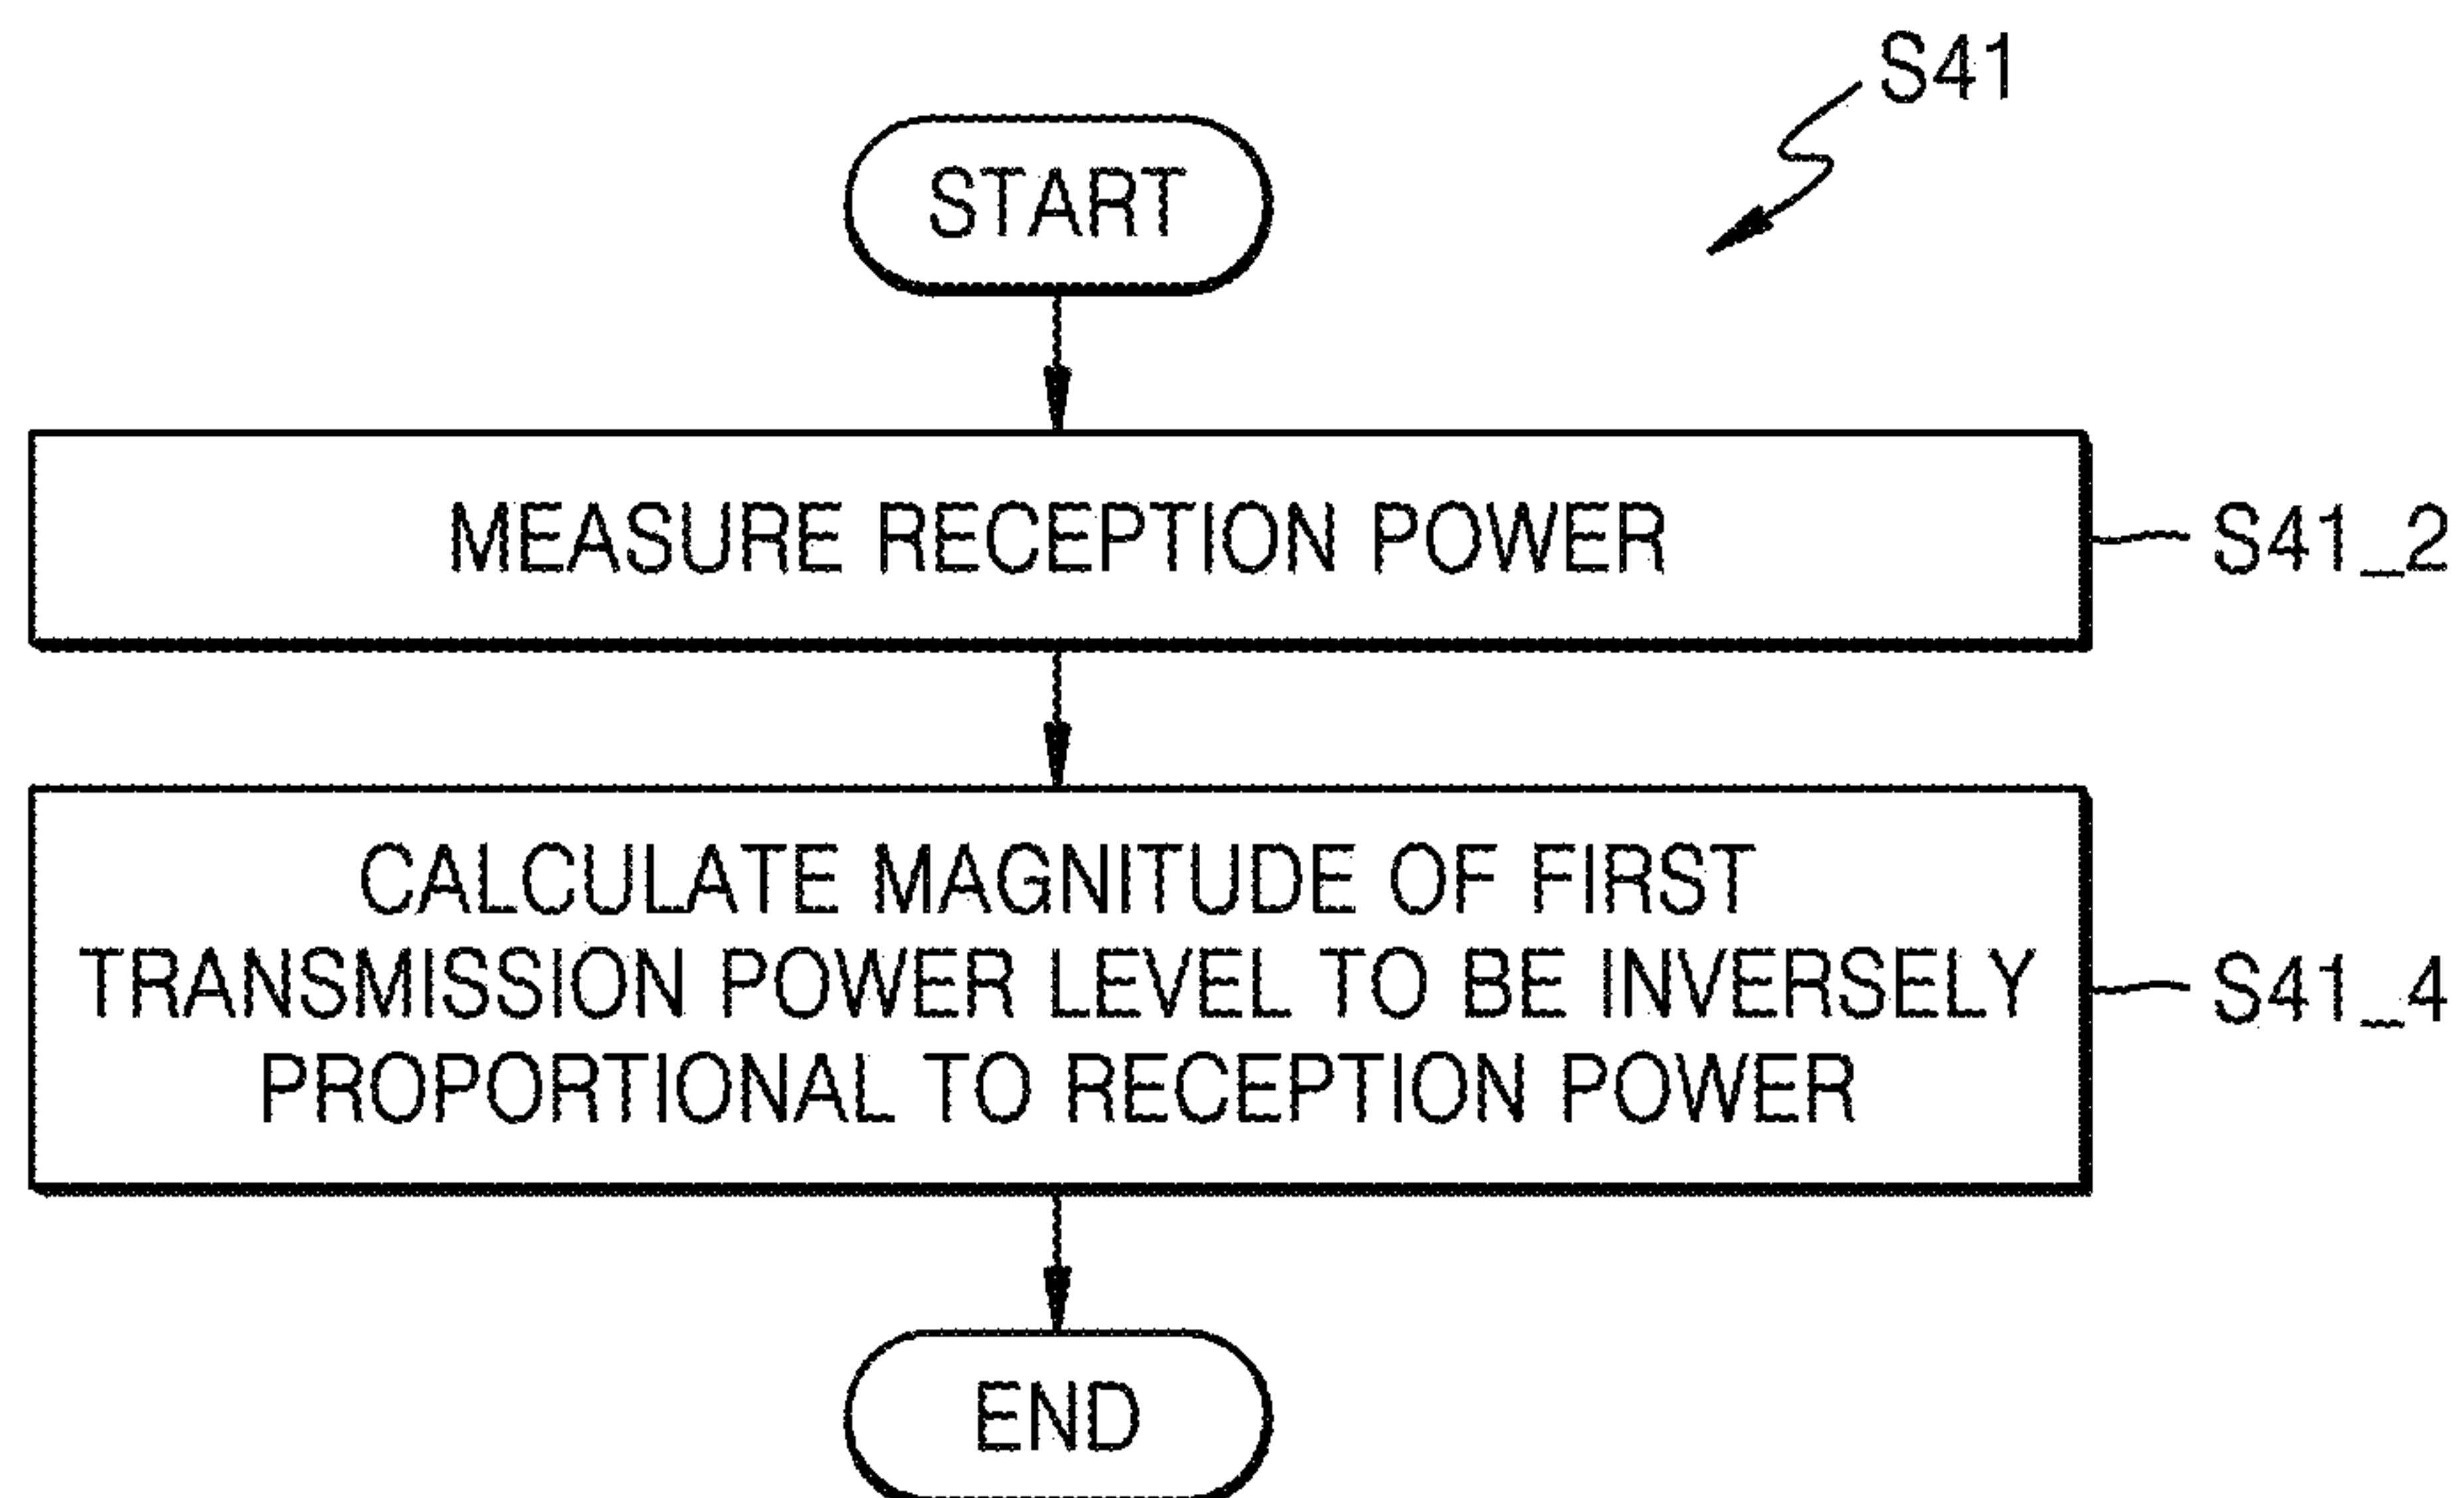 S41
START
MEASURE RECEPTION POWER
S41_2
CALCULATE MAGNITUDE OF FIRST
TRANSMISSION POWER LEVEL TO BE INVERSELY
PROPORTIONAL TO RECEPTION POWER
S41_4
END